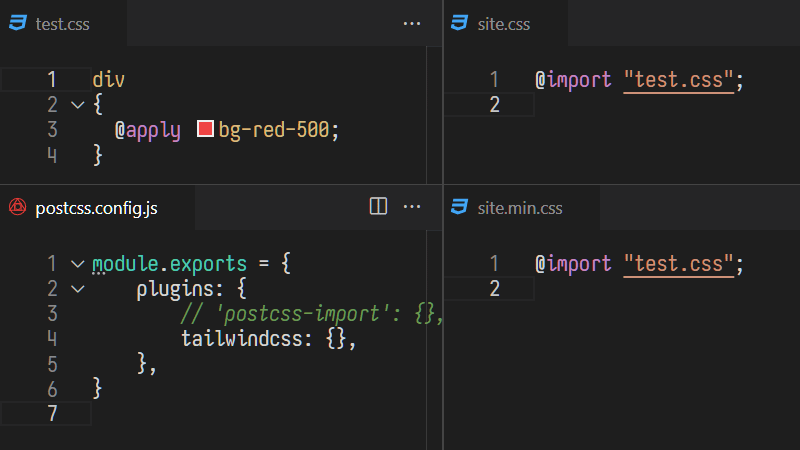 test.css
1 div
2 {
3 @apply bg-red-500;
4 }
site.css
1 @import "test.css";
2
postcss.config.js
1 module.exports = {
2 plugins: {
3 // 'postcss-import': {},
4 tailwindcss: {},
5 },
6 }
7
site.min.css
1 @import "test.css";
2